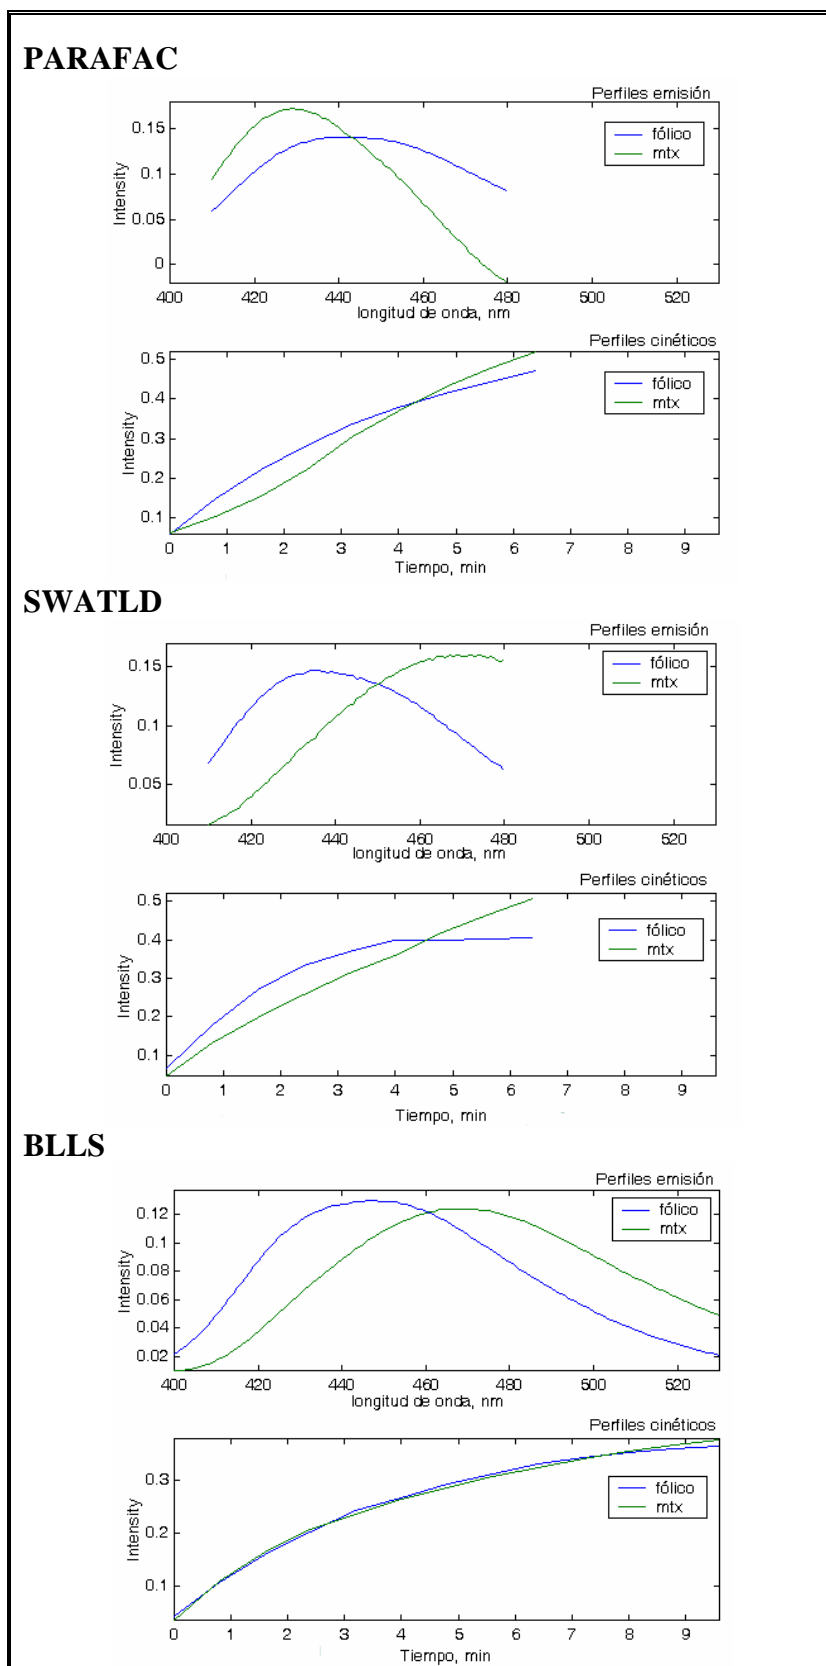 PARAFAC
Perfiles emisión
fólico
mtx
Intensity
0.15
0.1
0.05
0
400 420 440 460 480 500 520
longitud de onda, nm
Perfiles cinéticos
fólico
mtx
Intensity
0.5
0.4
0.3
0.2
0.1
0 1 2 3 4 5 6 7 8 9
Tiempo, min
SWATLD
Perfiles emisión
fólico
mtx
Intensity
0.15
0.1
0.05
400 420 440 460 480 500 520
longitud de onda, nm
Perfiles cinéticos
fólico
mtx
Intensity
0.5
0.4
0.3
0.2
0.1
0 1 2 3 4 5 6 7 8 9
Tiempo, min
BLLS
Perfiles emisión
fólico
mtx
Intensity
0.12
0.1
0.08
0.06
0.04
0.02
400 420 440 460 480 500 520
longitud de onda, nm
Perfiles cinéticos
fólico
mtx
Intensity
0.3
0.2
0.1
0 1 2 3 4 5 6 7 8 9
Tiempo, min